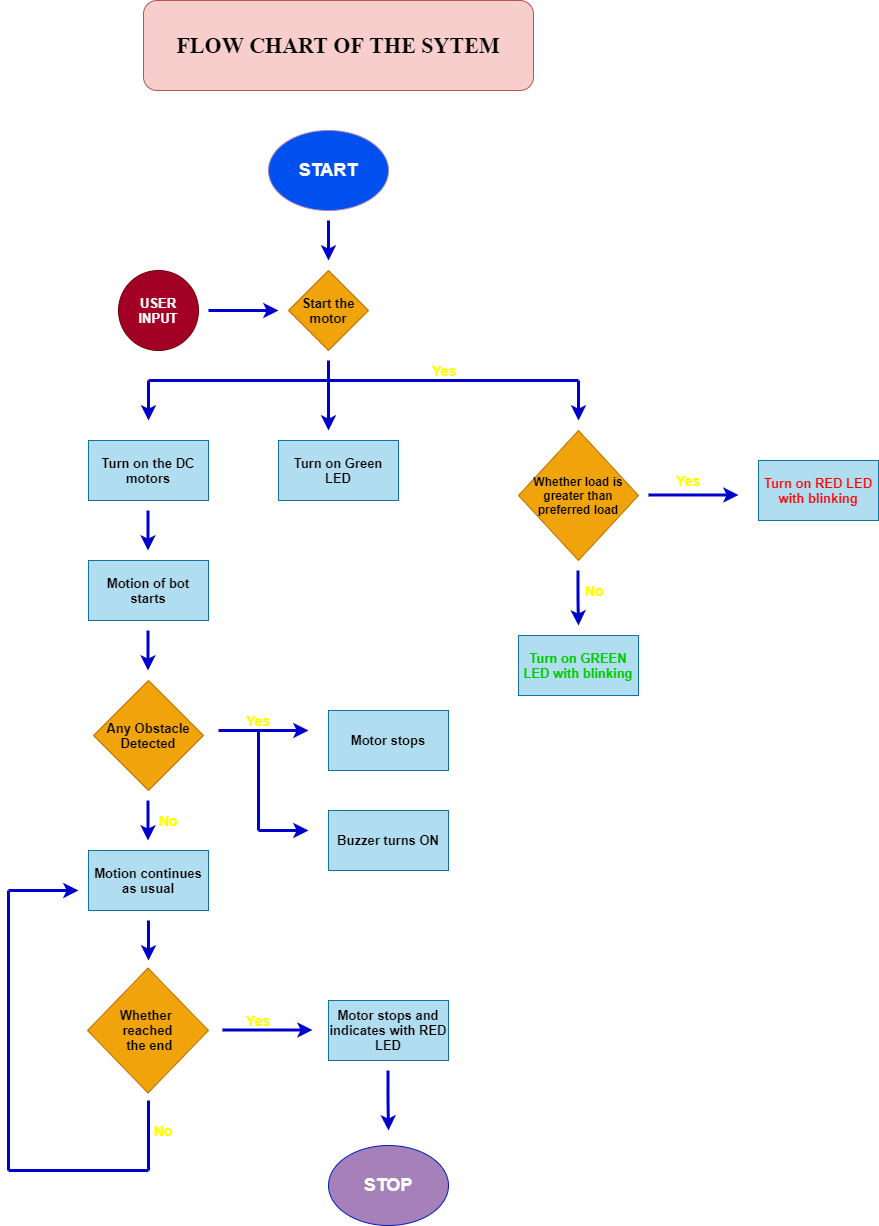 FLOW CHART OF THE SYTEM
START
USER
INPUT
Start the
motor
Yes
Turn on the DC
motors
Turn on Green
LED
Whether load is
greater than
preferred load
Yes
Turn on RED LED
with blinking
No
Turn on GREEN
LED with blinking
Motion of bot
starts
Any Obstacle
Detected
Yes
Motor stops
Buzzer turns ON
No
Motion continues
as usual
Whether
reached
the end
Yes
Motor stops and
indicates with RED
LED
No
STOP